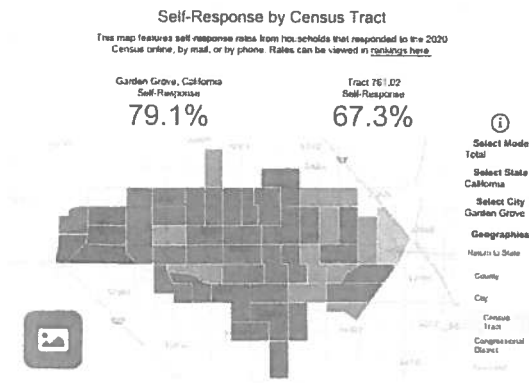 Self-Response by Census Tract
This map features self-response rates from households that responded to the 2020
Census online, by mail, or by phone. Rates can be viewed in rankings here
Garden Grove, California
Self-Response
79.1%
Tract 761.02
Self-Response
67.3%
Select Mode
Total
Select State
California
Select City
Garden Grove
Geographies
Return to State
County
City
Census
Tract
Congressional
District